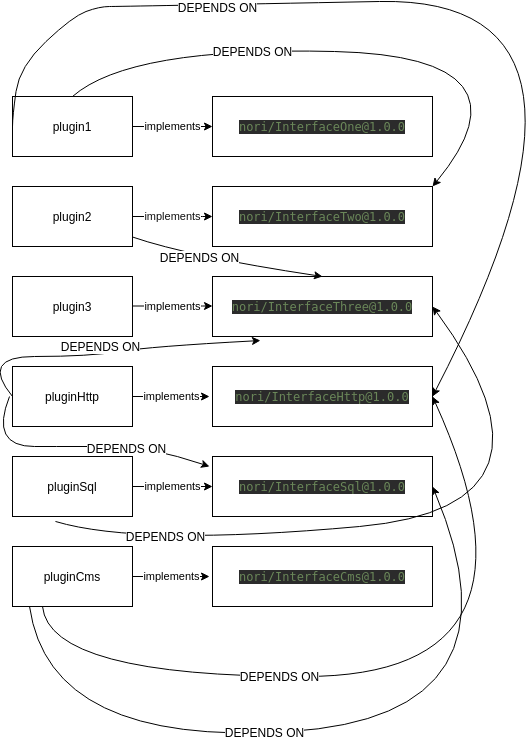 DEPENDS ON
DEPENDS ON
plugin1
implements
nori/InterfaceOne@1.0.0
plugin2
implements
nori/InterfaceTwo@1.0.0
DEPENDS ON
plugin3
implements
nori/InterfaceThree@1.0.0
DEPENDS ON
pluginHttp
implements
nori/InterfaceHttp@1.0.0
DEPENDS ON
pluginSql
implements
nori/InterfaceSql@1.0.0
DEPENDS ON
pluginCms
implements
nori/InterfaceCms@1.0.0
DEPENDS ON
DEPENDS ON